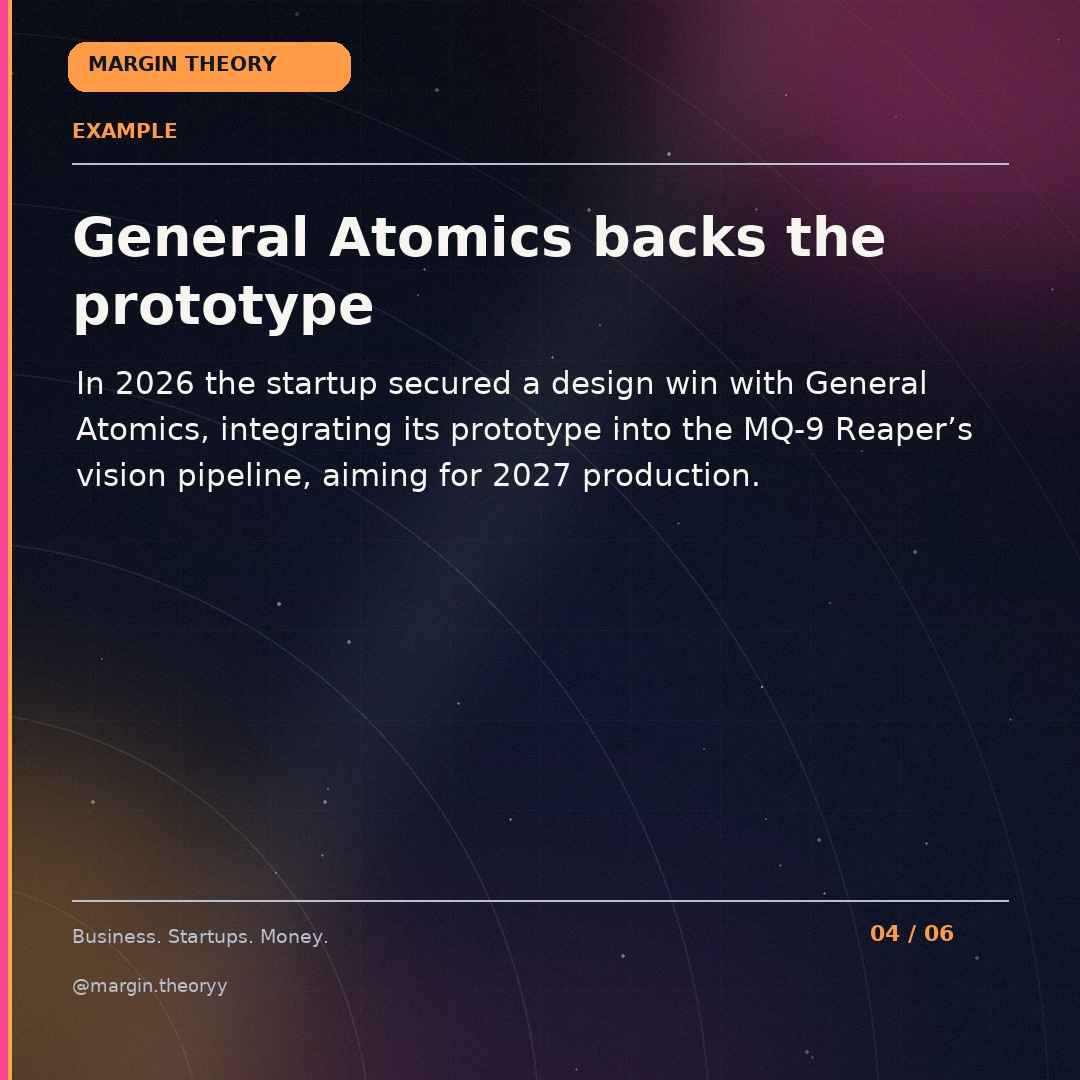 MARGIN THEORY
EXAMPLE
General Atomics backs the
prototype
In 2026 the startup secured a design win with General
Atomics, integrating its prototype into the MQ-9 Reaper’s
vision pipeline, aiming for 2027 production.
Business. Startups. Money.
04 / 06
@margin.theoryy